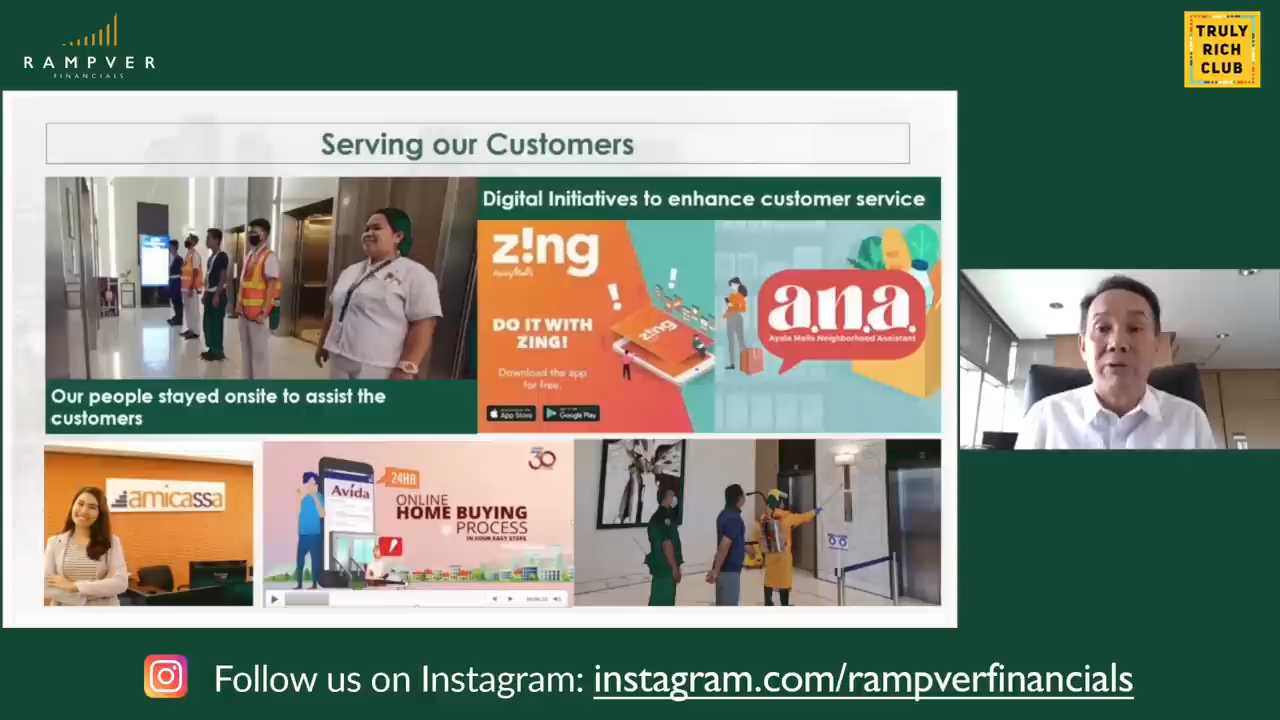 RAMPVER
FINANCIALS
TRULY
RICH
CLUB
Serving our Customers
Our people stayed onsite to assist the
customers
Digital Initiatives to enhance customer service
z!ng
AyalaMalls
DO IT WITH
ZING!
Download the app
for free.
App Store
Google Play
zing
a.n.a.
Ayala Malls Neighborhood Assistant
amicassa
Avida
24HR
ONLINE
HOME BUYING
PROCESS
IN FOUR EASY STEPS
30
Follow us on Instagram: instagram.com/rampverfinancials